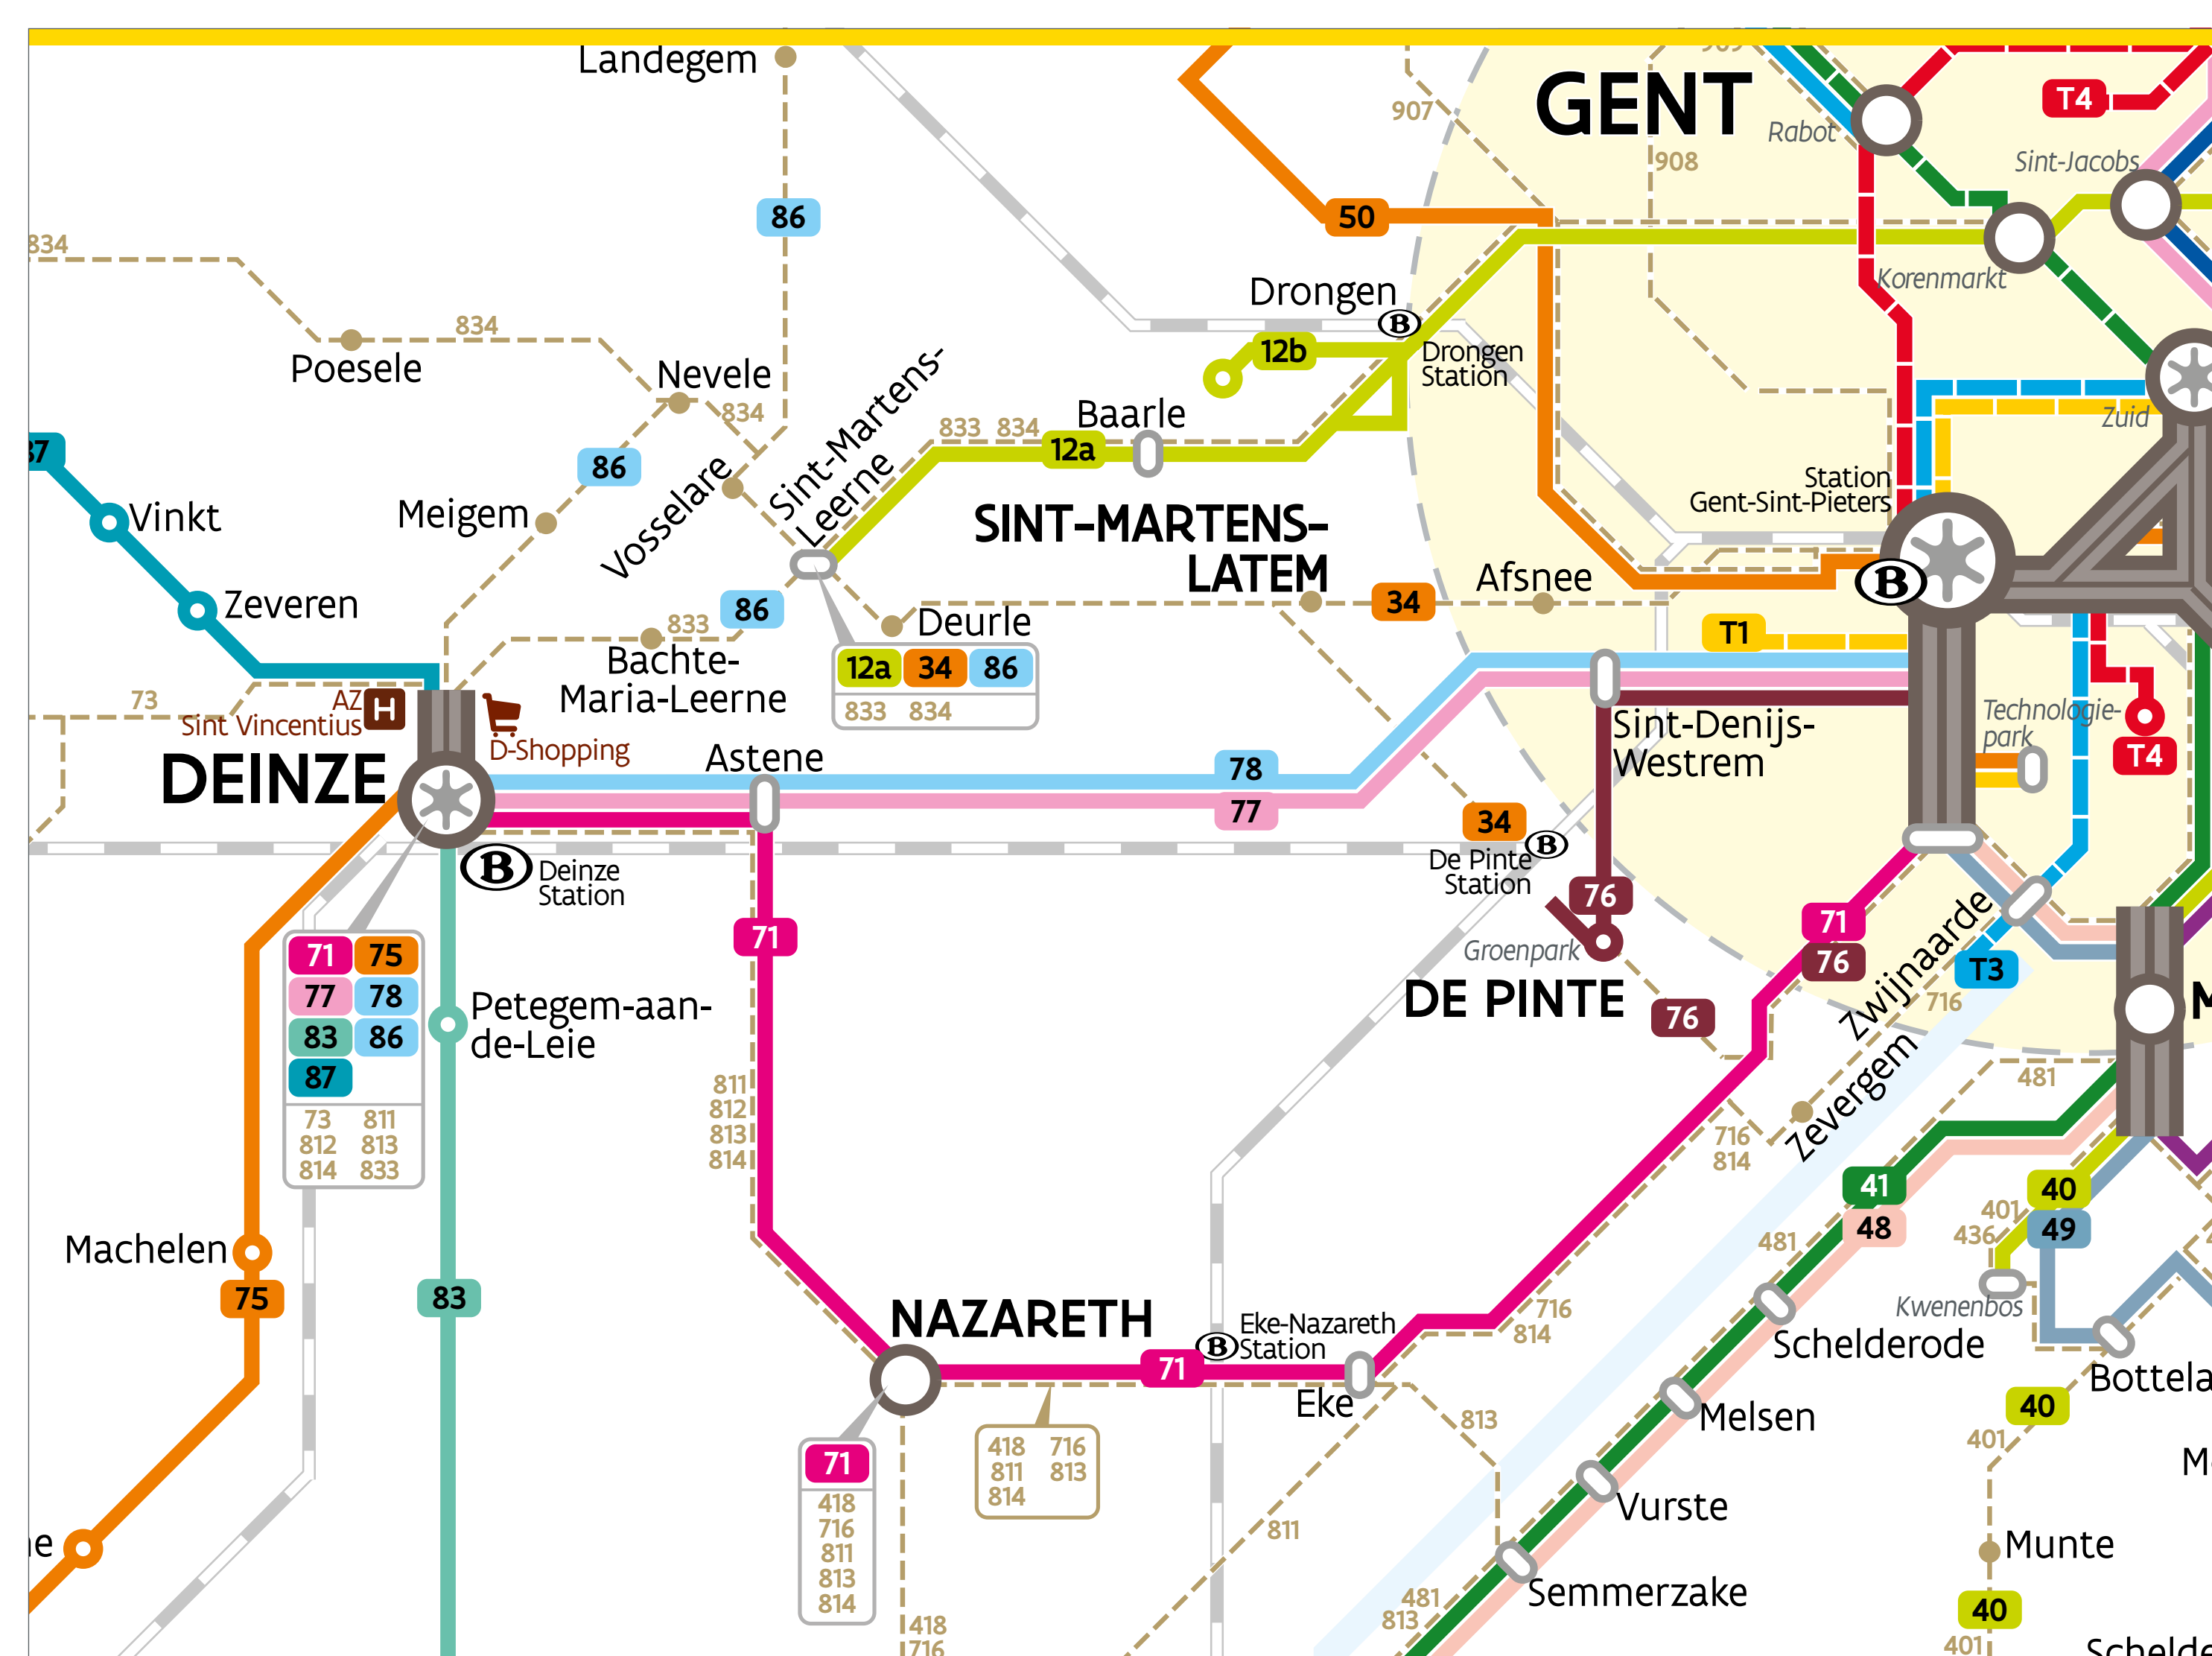 Landegem
GENT
907
908
Rabot
T4
Sint-Jacobs
86
50
834
Korenmarkt
Drongen
B
834
Poesele
Nevele
834
12b
Drongen
Station
Zuid
Sint-Martens-
Leerne
833 834
Baarle
12a
Vinkt
86
Meigem
Vosselare
Station
Gent-Sint-Pieters
SINT-MARTENS-
LATEM
B
Zeveren
86
833
Deurle
34
Afsnee
T1
Bachte-
Maria-Leerne
12a 34 86
833 834
73
AZ
Sint Vincentius
H
D-Shopping
DEINZE
Astene
78
77
Sint-Denijs-
Westrem
Technologie-
park
T4
34
De Pinte
Station
B
B
Deinze
Station
76
71
71
76
Groenpark
DE PINTE
76
Zwijnaarde
T3
716
71 75
77 78
83 86
87
73 811
812 813
814 833
Petegem-aan-
de-Leie
811
812
813
814
Zevergem
481
716
814
41
48
40
49
401
436
481
Machelen
75
83
NAZARETH
71
B
Eke-Nazareth
Station
Eke
716
814
Kwenenbos
Schelderode
40
Melsen
813
71
418
716
811
813
814
418 716
811 813
814
401
Vurste
811
Munte
Semmerzake
481
813
40
401
418
716